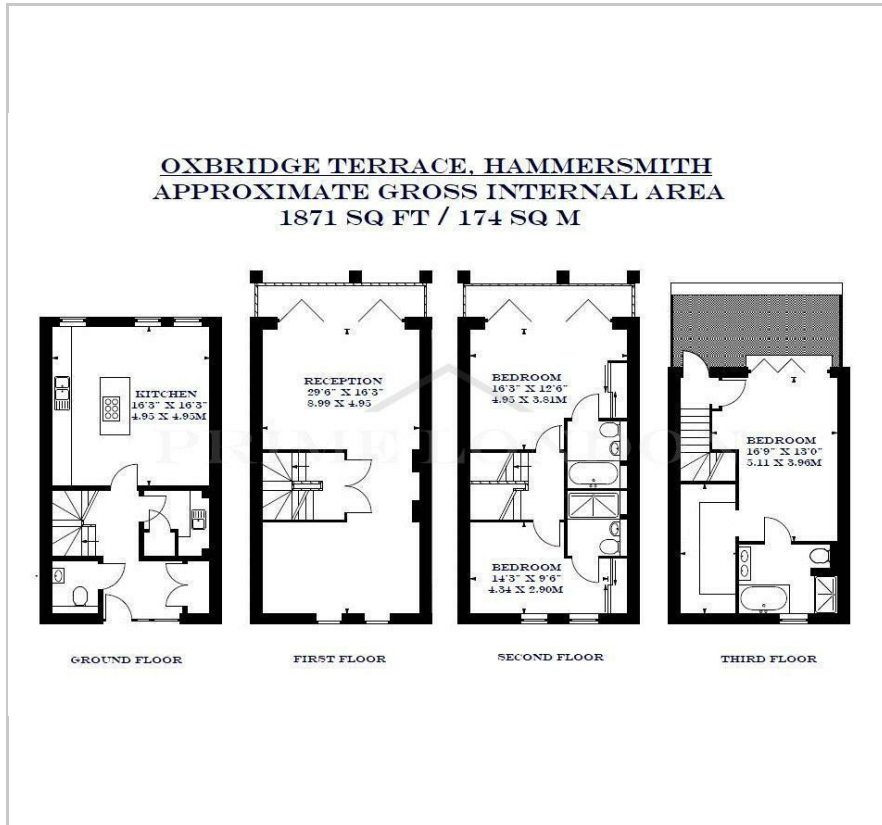 OXBRIDGE TERRACE, HAMMERSMITH
APPROXIMATE GROSS INTERNAL AREA
1871 SQ FT / 174 SQ M
KITCHEN
16'3" X 16'3"
4.95 X 4.95M
GROUND FLOOR
RECEPTION
29'6" X 16'3"
8.99 X 4.95
FIRST FLOOR
BEDROOM
16'3" X 12'6"
4.95 X 3.81M
BEDROOM
14'3" X 9'6"
4.34 X 2.90M
SECOND FLOOR
BEDROOM
16'9" X 13'0"
5.11 X 3.96M
THIRD FLOOR
PRIME LONDON